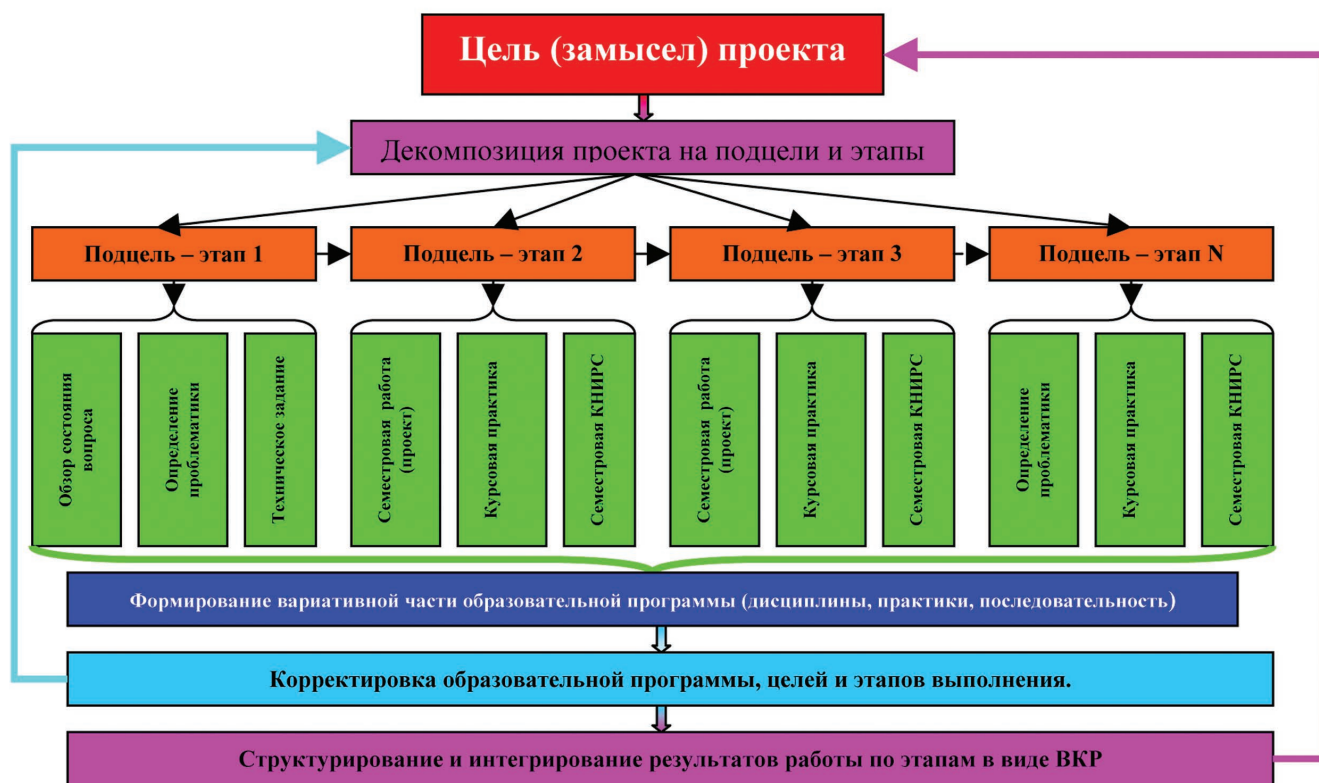 Цель (замысел) проекта
Декомпозиция проекта на подцели и этапы
Подцель – этап 1
Подцель – этап 2
Подцель – этап 3
Подцель – этап N
Обзор состояния
вопроса
Определение
проблематики
Техническое задание
Семестровая работа
(проект)
Курсовая практика
Семестровая КНИРС
Семестровая работа
(проект)
Курсовая практика
Семестровая КНИРС
Определение
проблематики
Курсовая практика
Семестровая КНИРС
Формирование вариативной части образовательной программы (дисциплины, практики, последовательность)
Корректировка образовательной программы, целей и этапов выполнения.
Структурирование и интегрирование результатов работы по этапам в виде ВКР